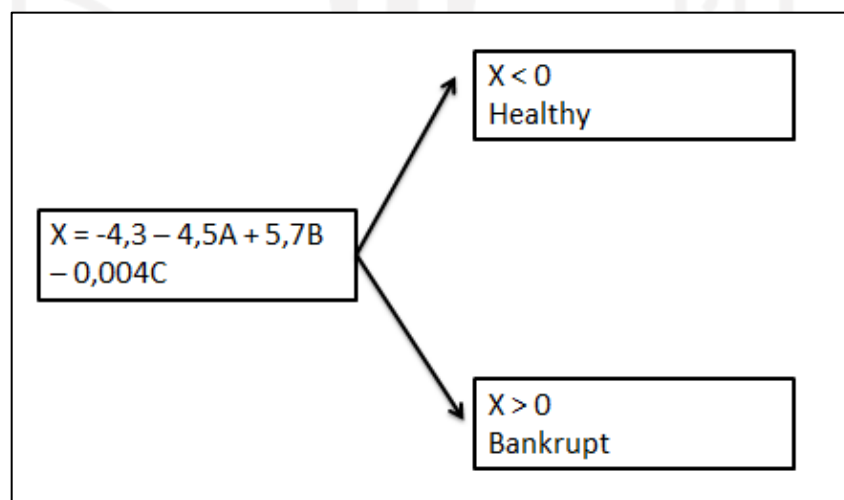 X < 0
Healthy
X = -4,3 – 4,5A + 5,7B
– 0,004C
X > 0
Bankrupt